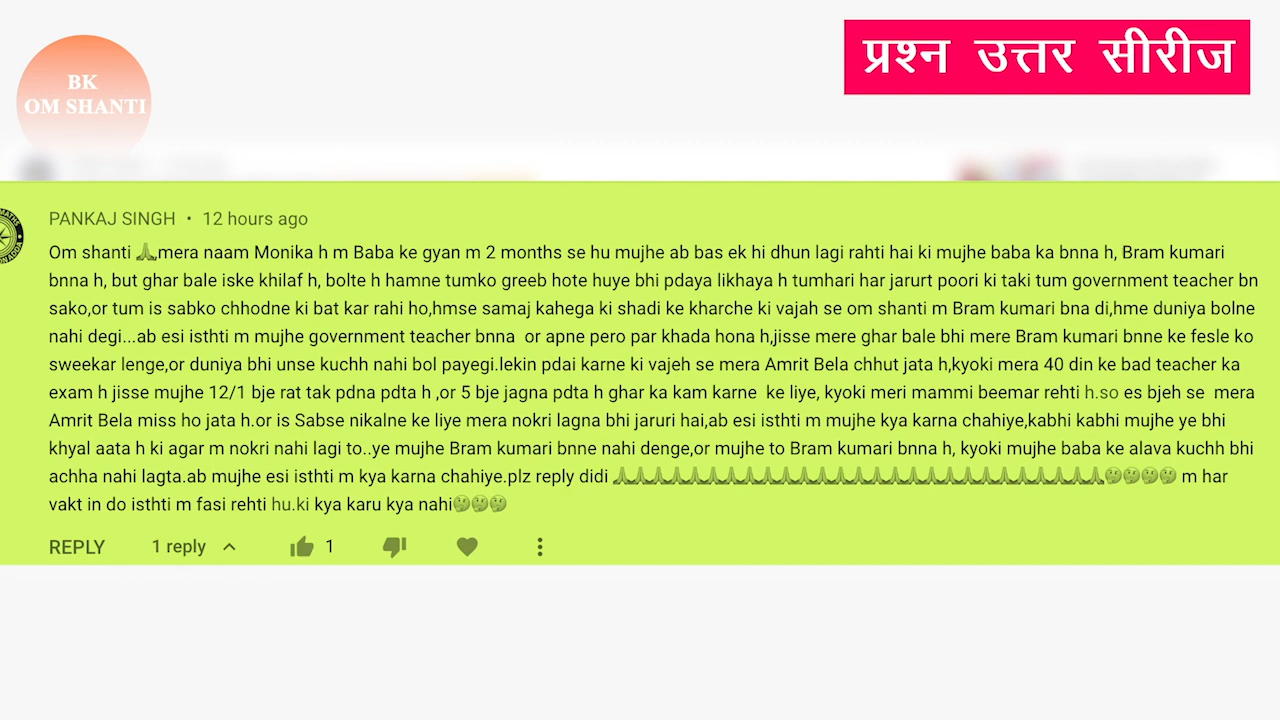 BK
OM SHANTI
प्रश्न उत्तर सीरीज
PANKAJ SINGH • 12 hours ago
Om shanti 🙏mera naam Monika h m Baba ke gyan m 2 months se hu mujhe ab bas ek hi dhun lagi rahti hai ki mujhe baba ka bnna h, Bram kumari
bnna h, but ghar bale iske khilaf h, bolte h hamne tumko greeb hote huye bhi pdaya likhaya h tumhari har jarurt poori ki taki tum government teacher bn
sako,or tum is sabko chhodne ki bat kar rahi ho,hmse samaj kahega ki shadi ke kharche ki vajah se om shanti m Bram kumari bna di,hme duniya bolne
nahi degi...ab esi isthti m mujhe government teacher bnna or apne pero par khada hona h,jisse mere ghar bale bhi mere Bram kumari bnne ke fesle ko
sweekar lenge,or duniya bhi unse kuchh nahi bol payegi.lekin pdai karne ki vajeh se mera Amrit Bela chhut jata h,kyoki mera 40 din ke bad teacher ka
exam h jisse mujhe 12/1 bje rat tak pdna pdta h ,or 5 bje jagna pdta h ghar ka kam karne ke liye, kyoki meri mammi beemar rehti h.so es bjeh se mera
Amrit Bela miss ho jata h.or is Sabse nikalne ke liye mera nokri lagna bhi jaruri hai,ab esi isthti m mujhe kya karna chahiye,kabhi kabhi mujhe ye bhi
khyal aata h ki agar m nokri nahi lagi to..ye mujhe Bram kumari bnne nahi denge,or mujhe to Bram kumari bnna h, kyoki mujhe baba ke alava kuchh bhi
achha nahi lagta.ab mujhe esi isthti m kya karna chahiye.plz reply didi 🙏🙏🙏🙏🙏🙏🙏🙏🙏🙏🙏🙏🙏🙏🙏🙏🙏🙏🙏🙏🙏🙏🙏🙏🙏🙏🙏🤔🤔🤔🤔 m har
vakt in do isthti m fasi rehti hu.ki kya karu kya nahi🤔🤔🤔
REPLY 1 reply 1